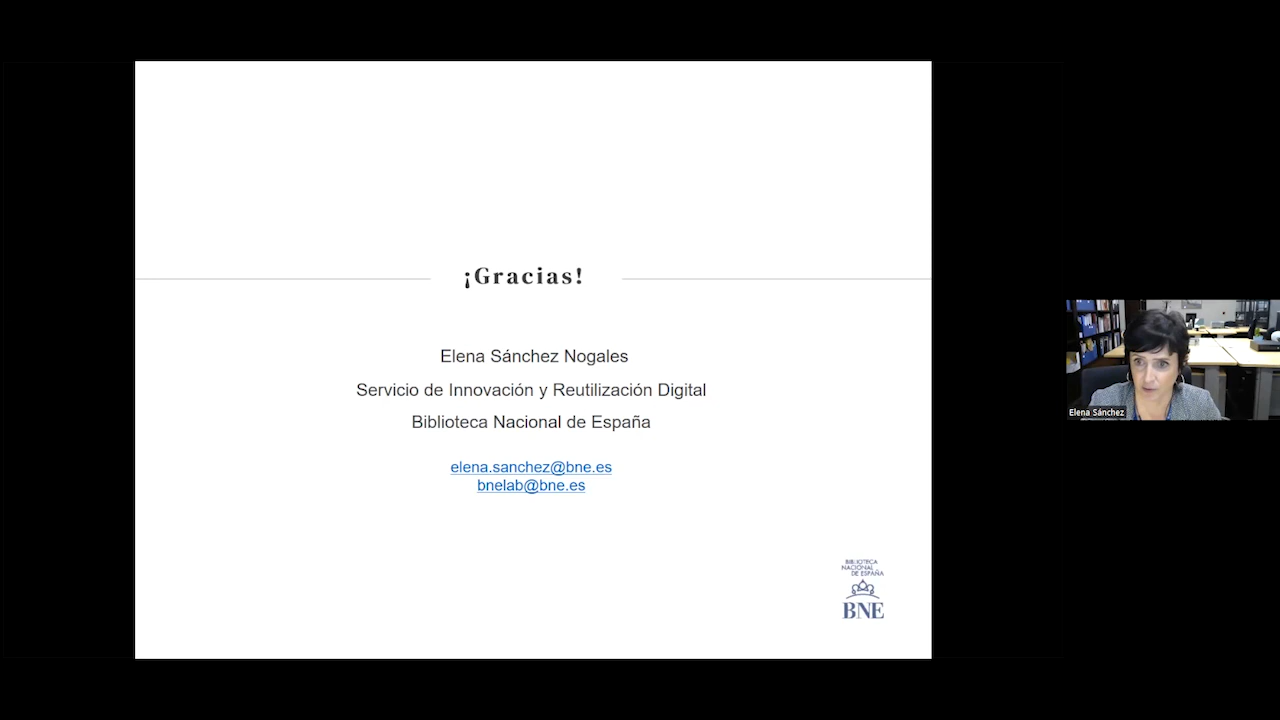 ¡Gracias!
Elena Sánchez Nogales
Servicio de Innovación y Reutilización Digital
Biblioteca Nacional de España
elena.sanchez@bne.es
bnelab@bne.es
BIBLIOTECA
NACIONAL
DE ESPAÑA
BNE
Elena Sánchez